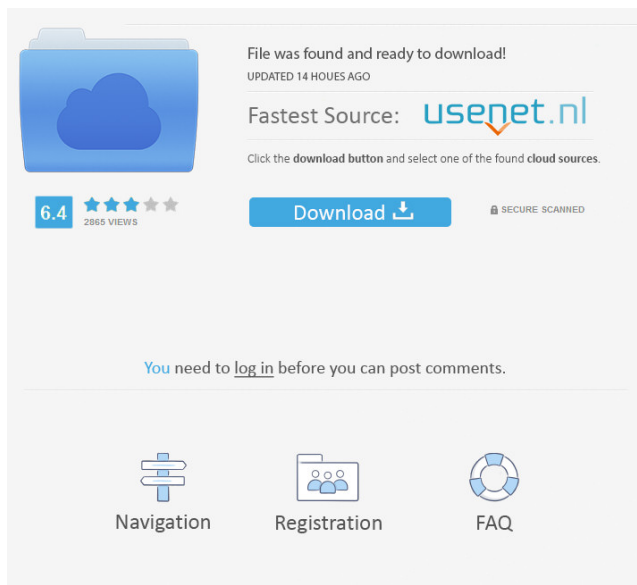 File was found and ready to download!
UPDATED 14 HOUES AGO
Fastest Source: usenet.nl
Click the download button and select one of the found cloud sources.
6.4
2865 VIEWS
Download
SECURE SCANNED
You need to log in before you can post comments.
Navigation
Registration
FAQ